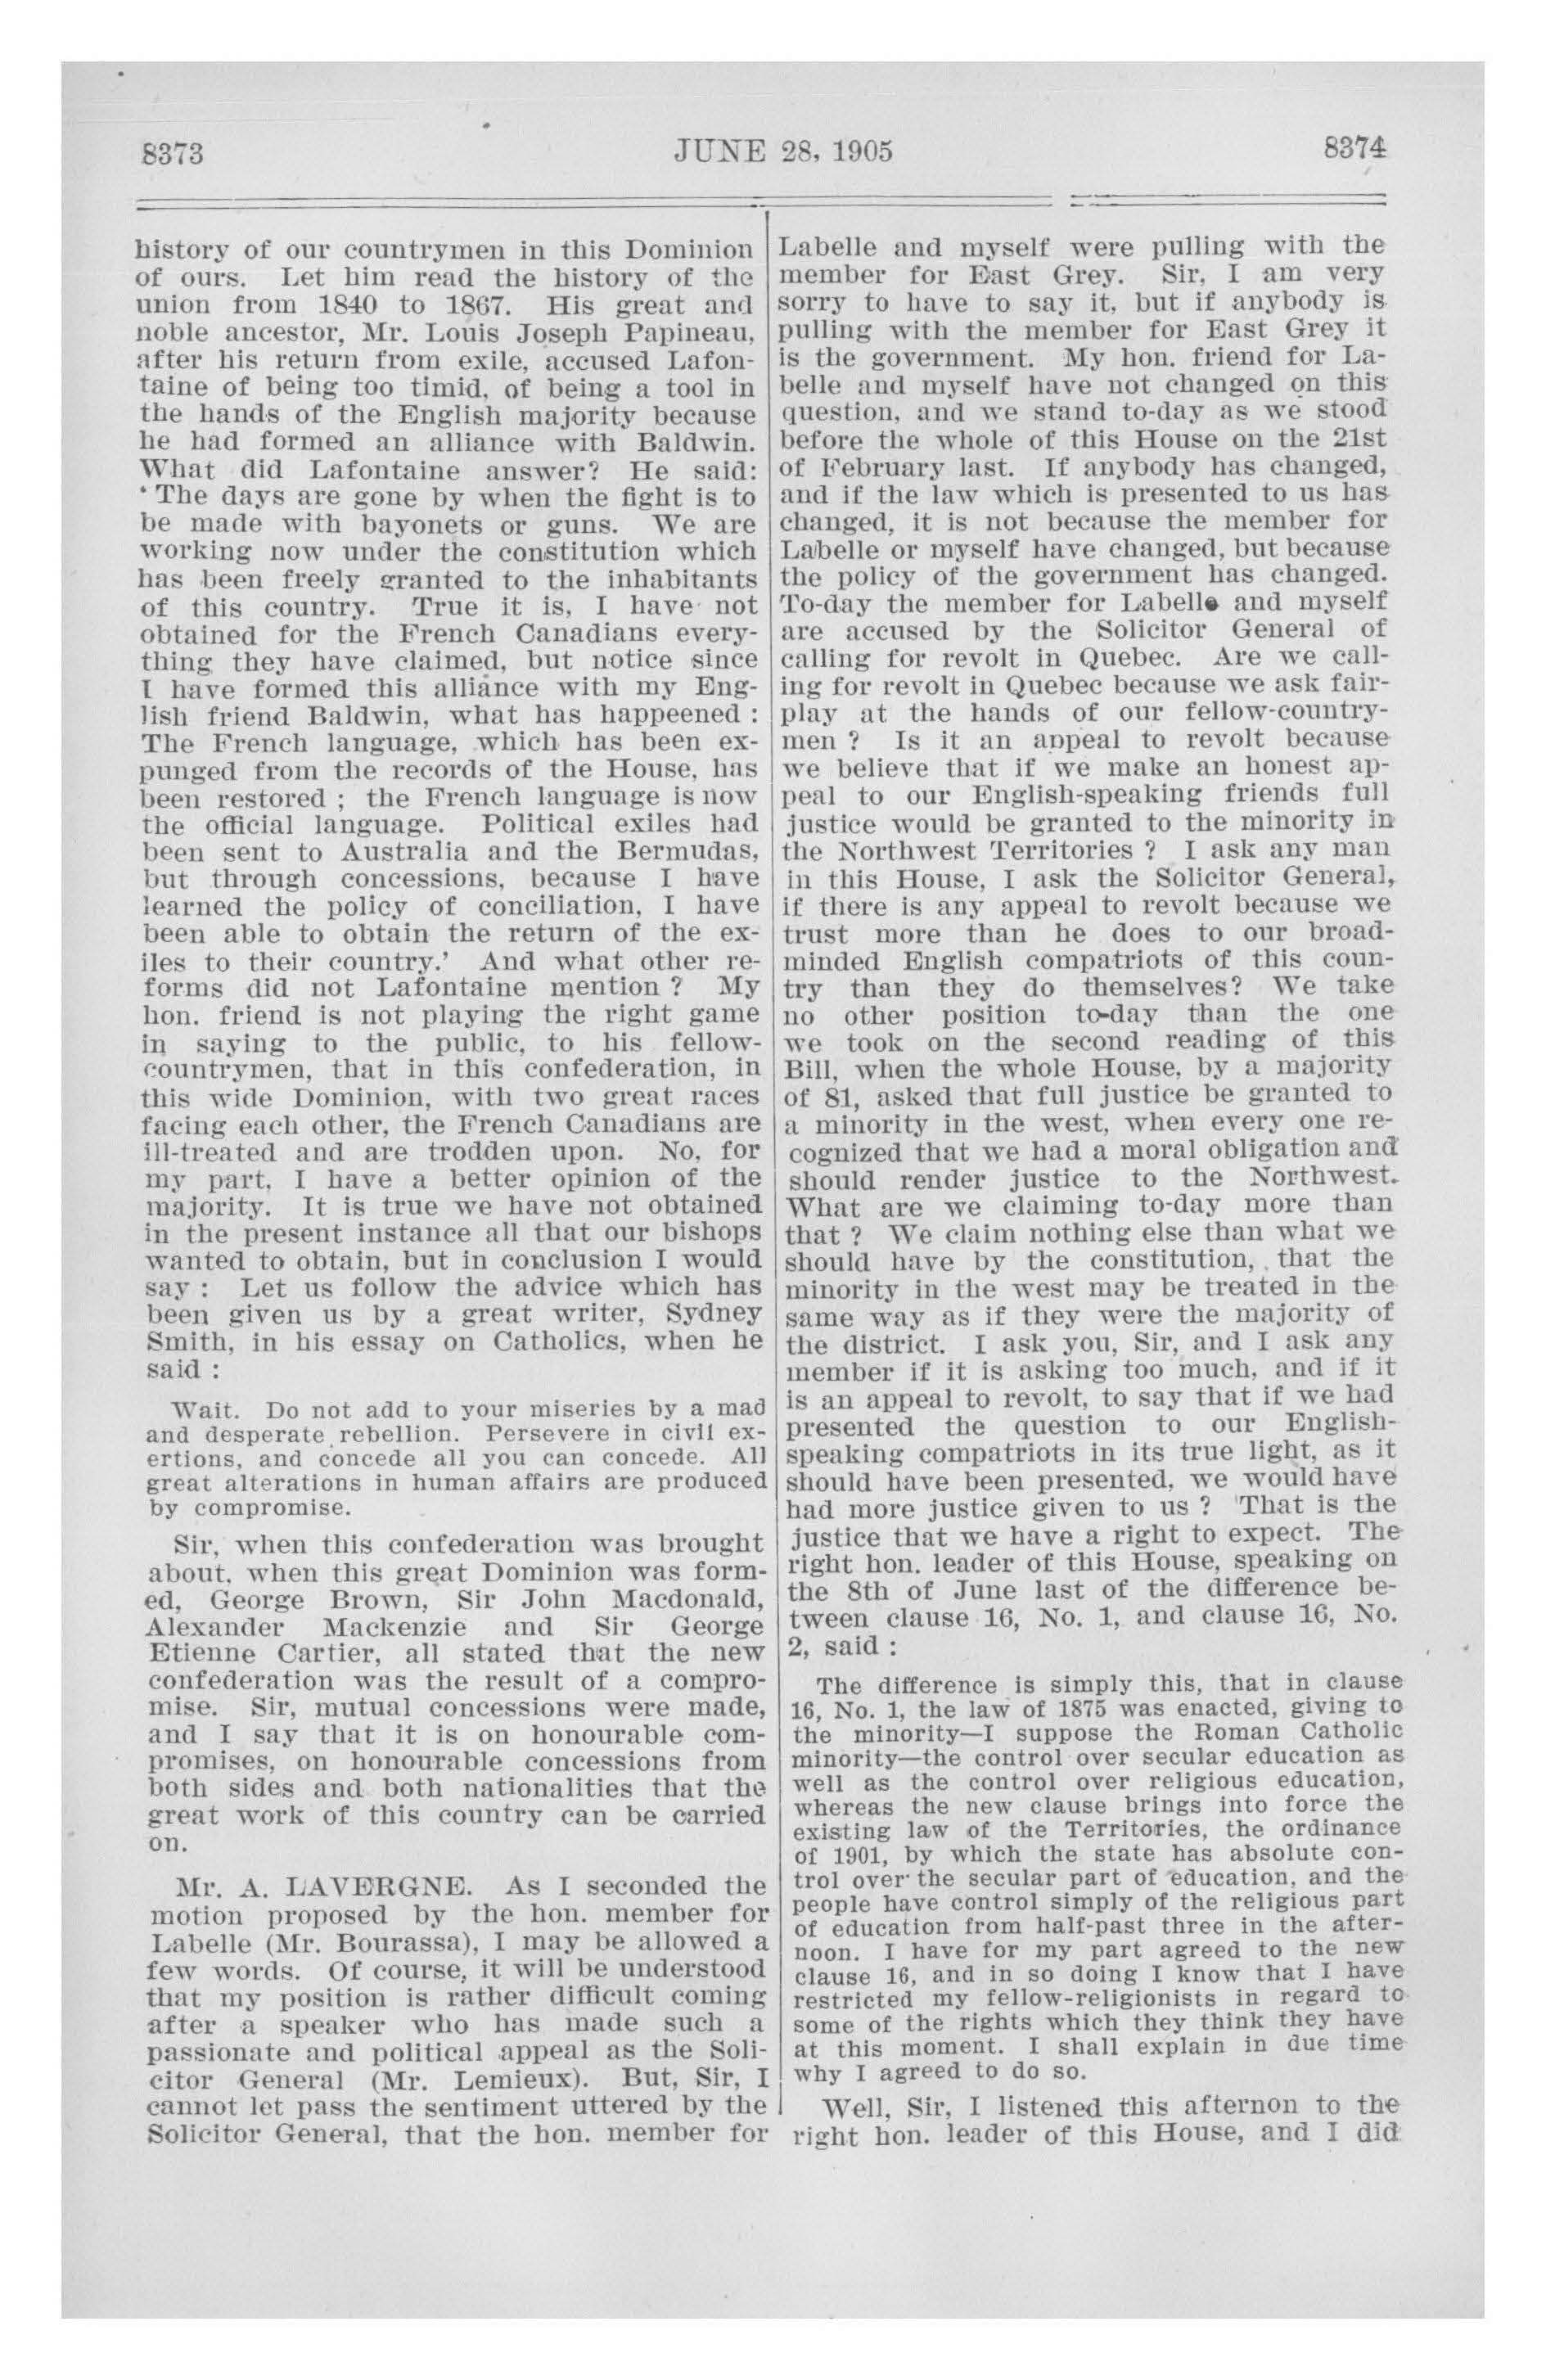 8373
JUNE 28, 1905
8374
history of our countrymen in this Dominion
of ours. Let him read the history of the
union from 1840 to 1867. His great and
noble ancestor, Mr. Louis Joseph Papineau,
after his return from exile, accused Lafon-
taine of being too timid, of being a tool in
the hands of the English majority because
he had formed an alliance with Baldwin.
What did Lafontaine answer? He said:
'The days are gone by when the fight is to
be made with bayonets or guns. We are
working now under the constitution which
has been freely granted to the inhabitants
of this country. True it is, I have not
obtained for the French Canadians every-
thing they have claimed, but notice since
I have formed this alliance with my Eng-
lish friend Baldwin, what has happeened :
The French language, which has been ex-
punged from the records of the House, has
been restored ; the French language is now
the official language. Political exiles had
been sent to Australia and the Bermudas,
but through concessions, because I have
learned the policy of conciliation, I have
been able to obtain the return of the ex-
iles to their country.' And what other re-
forms did not Lafontaine mention ? My
hon. friend is not playing the right game
in saying to the public, to his fellow-
countrymen, that in this confederation, in
this wide Dominion, with two great races
facing each other, the French Canadians are
ill-treated and are trodden upon. No, for
my part, I have a better opinion of the
majority. It is true we have not obtained
in the present instance all that our bishops
wanted to obtain, but in conclusion I would
say : Let us follow the advice which has
been given us by a great writer, Sydney
Smith, in his essay on Catholics, when he
said :
Wait. Do not add to your miseries by a mad
and desperate rebellion. Persevere in civil ex-
ertions, and concede all you can concede. All
great alterations in human affairs are produced
by compromise.
Sir, when this confederation was brought
about, when this great Dominion was form-
ed, George Brown, Sir John Macdonald,
Alexander Mackenzie and Sir George
Etienne Cartier, all stated that the new
confederation was the result of a compro-
mise. Sir, mutual concessions were made,
and I say that it is on honourable com-
promises, on honourable concessions from
both sides and both nationalities that the
great work of this country can be carried
on.
Mr. A. LAVERGNE. As I seconded the
motion proposed by the hon. member for
Labelle (Mr. Bourassa), I may be allowed a
few words. Of course, it will be understood
that my position is rather difficult coming
after a speaker who has made such a
passionate and political appeal as the Soli-
citor General (Mr. Lemieux). But, Sir, I
cannot let pass the sentiment uttered by the
Solicitor General, that the hon. member for
Labelle and myself were pulling with the
member for East Grey. Sir, I am very
sorry to have to say it, but if anybody is
pulling with the member for East Grey it
is the government. My hon. friend for La-
belle and myself have not changed on this
question, and we stand to-day as we stood
before the whole of this House on the 21st
of February last. If anybody has changed,
and if the law which is presented to us has
changed, it is not because the member for
Labelle or myself have changed, but because
the policy of the government has changed.
To-day the member for Labelle and myself
are accused by the Solicitor General of
calling for revolt in Quebec. Are we call-
ing for revolt in Quebec because we ask fair-
play at the hands of our fellow-country-
men ? Is it an appeal to revolt because
we believe that if we make an honest ap-
peal to our English-speaking friends full
justice would be granted to the minority in
the Northwest Territories ? I ask any man
in this House, I ask the Solicitor General,
if there is any appeal to revolt because we
trust more than he does to our broad-
minded English compatriots of this coun-
try than they do themselves? We take
no other position to-day than the one
we took on the second reading of this
Bill, when the whole House, by a majority
of 81, asked that full justice be granted to
a minority in the west, when every one re-
cognized that we had a moral obligation and
should render justice to the Northwest.
What are we claiming to-day more than
that ? We claim nothing else than what we
should have by the constitution, that the
minority in the west may be treated in the
same way as if they were the majority of
the district. I ask you, Sir, and I ask any
member if it is asking too much, and if it
is an appeal to revolt, to say that if we had
presented the question to our English-
speaking compatriots in its true light, as it
should have been presented, we would have
had more justice given to us ? That is the
justice that we have a right to expect. The
right hon. leader of this House, speaking on
the 8th of June last of the difference be-
tween clause 16, No. 1, and clause 16, No.
2, said :
The difference is simply this, that in clause
16, No. 1, the law of 1875 was enacted, giving to
the minority—I suppose the Roman Catholic
minority—the control over secular education as
well as the control over religious education,
whereas the new clause brings into force the
existing law of the Territories, the ordinance
of 1901, by which the state has absolute con-
trol over the secular part of education, and the
people have control simply of the religious part
of education from half-past three in the after-
noon. I have for my part agreed to the new
clause 16, and in so doing I know that I have
restricted my fellow-religionists in regard to
some of the rights which they think they have
at this moment. I shall explain in due time
why I agreed to do so.
Well, Sir, I listened this afternon to the
right hon. leader of this House, and I did